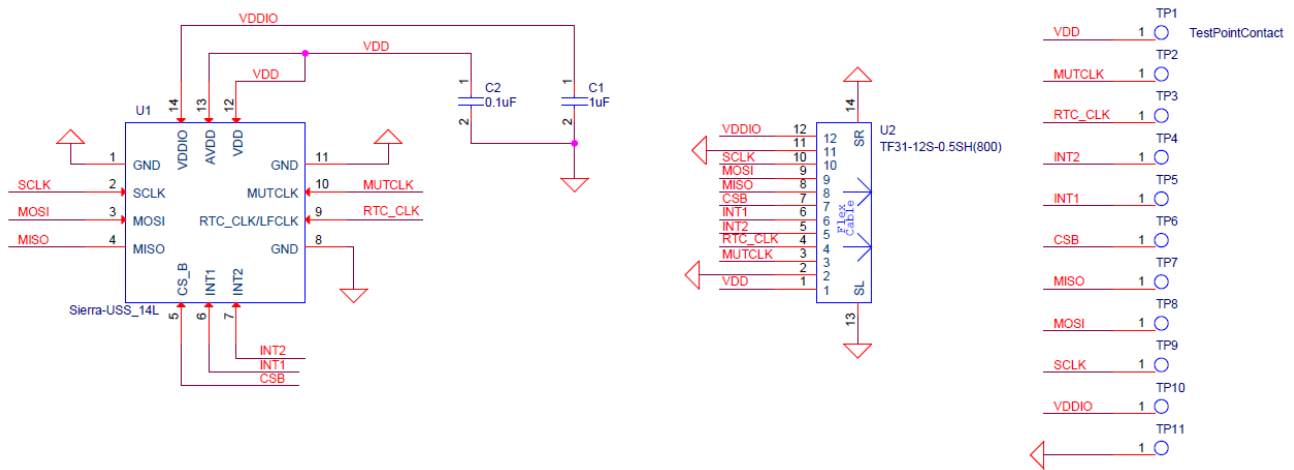 VDDIO
VDD
VDD
U1
14
13
12
VDDIO
AVDD
VDD
1
C2
0.1uF
2
1
C1
1uF
2
1
GND
GND
11
SCLK
2
SCLK
MUTCLK
10
MUTCLK
MOSI
3
MOSI
RTC_CLK/LFCLK
9
RTC_CLK
MISO
4
MISO
GND
8
CS_B
INT1
INT2
Sierra-USS_14L
5
6
7
INT2
INT1
CSB
14
SR
U2
TF31-12S-0.5SH(800)
VDDIO
12
12
11
11
SCLK
10
10
MOSI
9
9
MISO
8
8
CSB
7
7
INT1
6
6
INT2
5
5
RTC_CLK
4
4
MUTCLK
3
3
2
2
VDD
1
1
Flex
Cable
SL
13
TP1
VDD
1
TestPointContact
TP2
MUTCLK
1
TP3
RTC_CLK
1
TP4
INT2
1
TP5
INT1
1
TP6
CSB
1
TP7
MISO
1
TP8
MOSI
1
TP9
SCLK
1
TP10
VDDIO
1
TP11
1